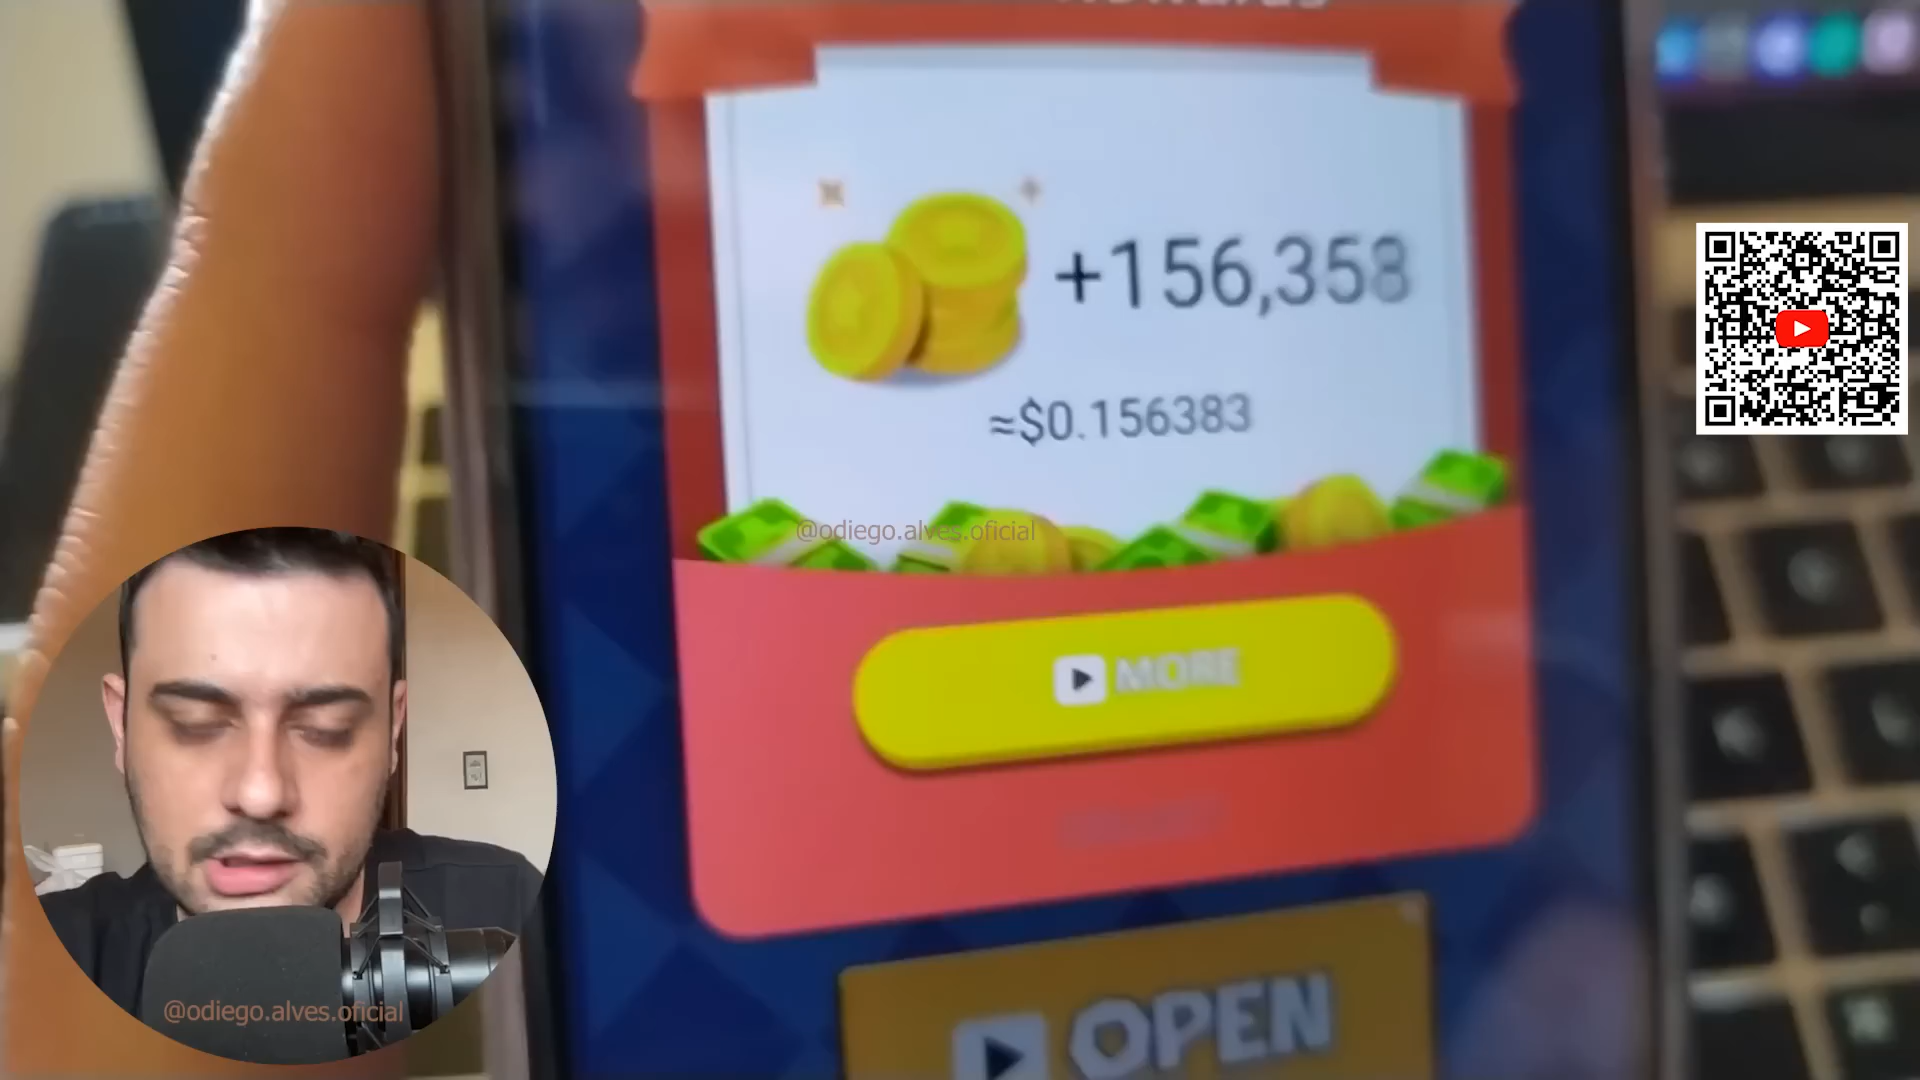 +156,358
≈$0.156383
@odiego.alves.oficial
MORE
OPEN
@odiego.alves.oficial